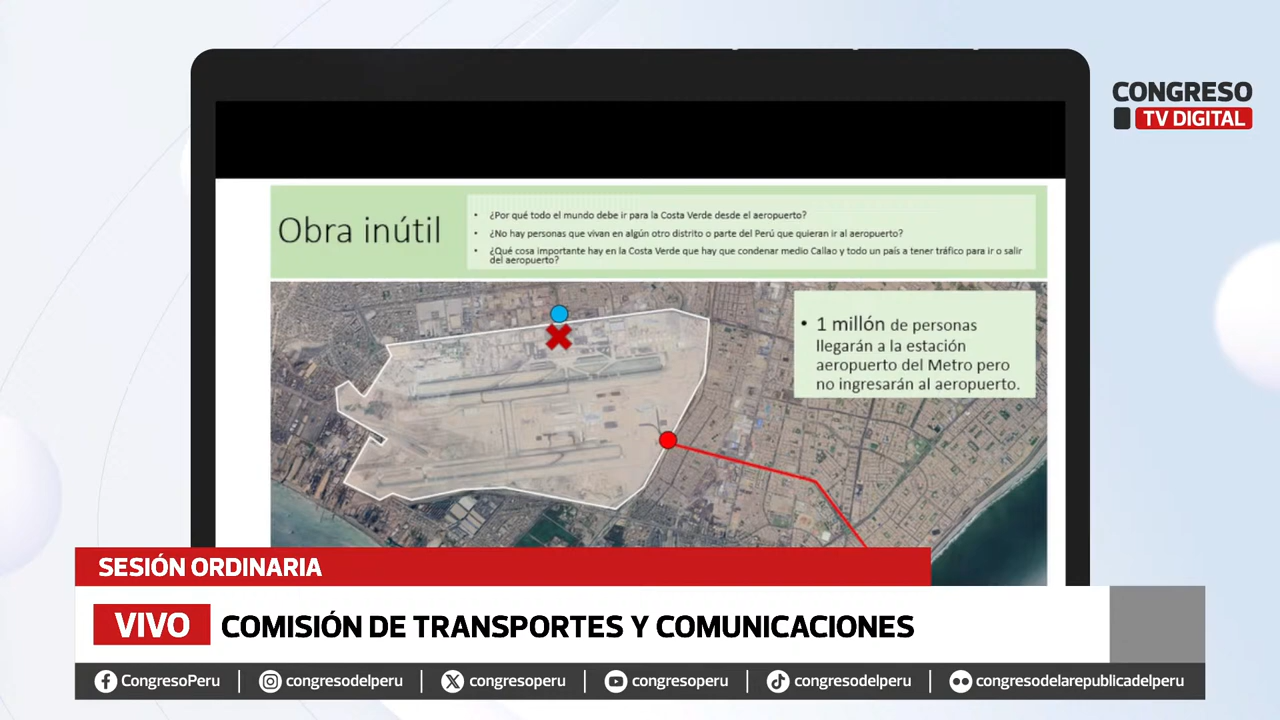 CONGRESO
TV DIGITAL
Obra inútil
• ¿Por qué todo el mundo debe ir para la Costa Verde desde el aeropuerto?
• ¿No hay personas que vivan en algún otro distrito o parte del Perú que quieran ir al aeropuerto?
• ¿Qué cosa importante hay en la Costa Verde que hay que condenar medio Callao y todo un país a tener tráfico para ir o salir
del aeropuerto?
• 1 millón de personas
llegarán a la estación
aeropuerto del Metro pero
no ingresarán al aeropuerto.
SESIÓN ORDINARIA
VIVO COMISIÓN DE TRANSPORTES Y COMUNICACIONES
CongresoPeru congresodelperu congresoperu congresoperu congresodelperu congresodelarepublicadelperu